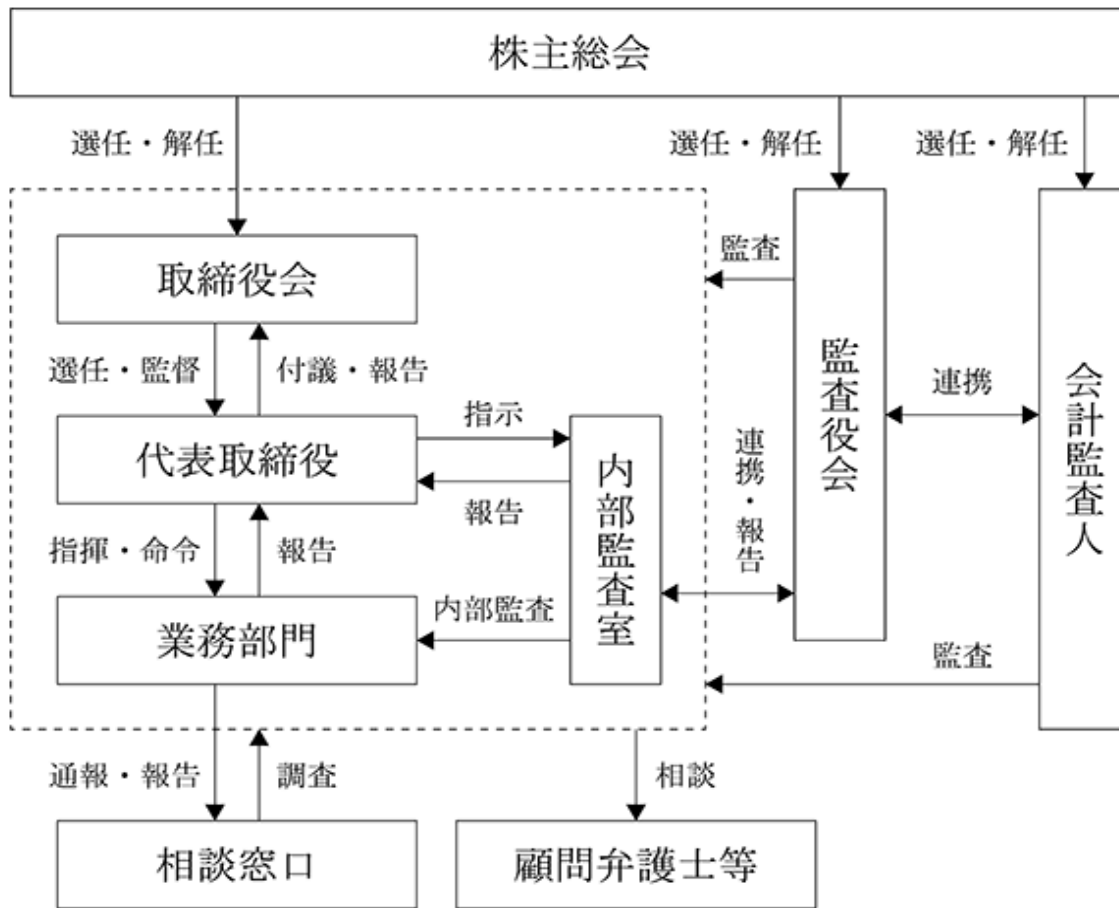 株主総会
選任・解任
選任・解任
選任・解任
取締役会
監査
選任・監督
付議・報告
監査役会
連携
会計監査人
代表取締役
指示
報告
内部監査室
連携・報告
指揮・命令
報告
業務部門
内部監査
監査
通報・報告
調査
相談
相談窓口
顧問弁護士等